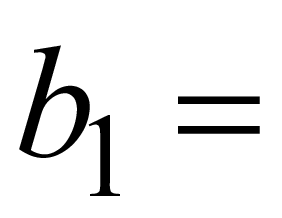 b₁ =